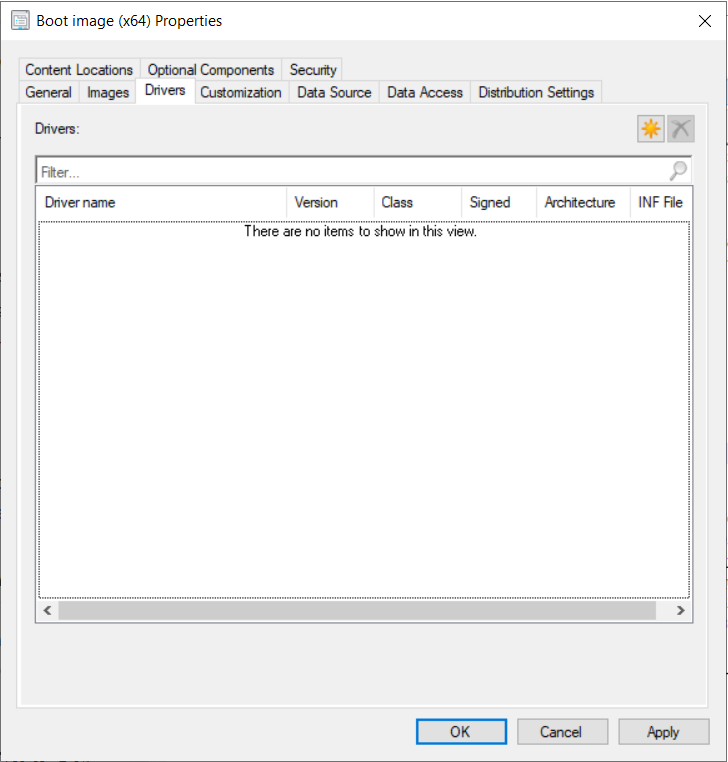 Boot image (x64) Properties
Content Locations Optional Components Security
General Images Drivers Customization Data Source Data Access Distribution Settings
Drivers:
Filter...
Driver name Version Class Signed Architecture INF File
There are no items to show in this view.
OK Cancel Apply